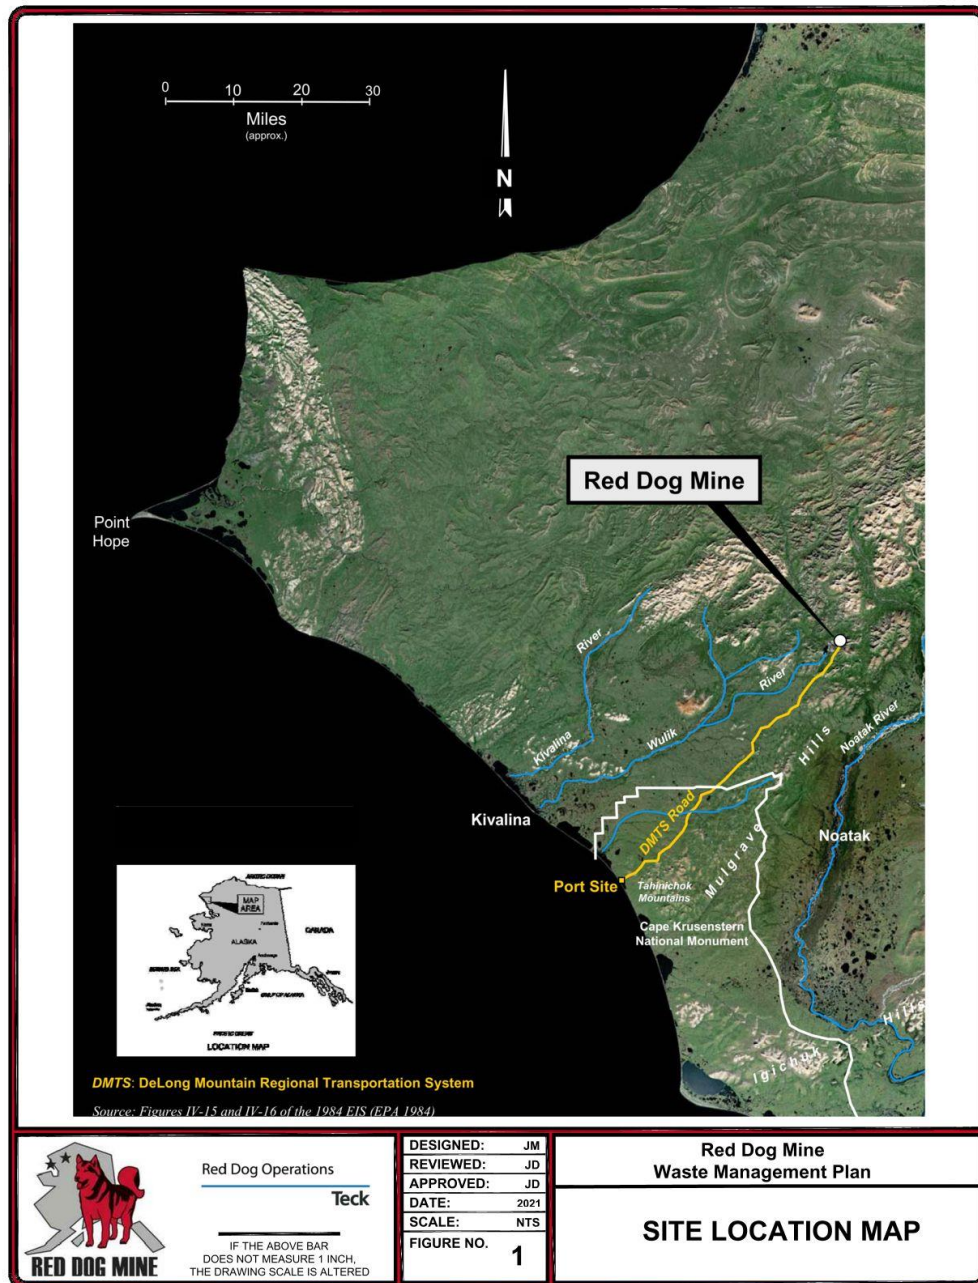 0 10 20 30
Miles
(approx.)
N
Red Dog Mine
Point
Hope
River
Kivalina
River
Wulik
Hills
Noatak River
Kivalina
DMTS Road
Mulgrave
Noatak
Port Site
Tahinichok
Mountains
Cape Krusenstern
National Monument
Igichuk
Hills
MAP
AREA
ALASKA
CANADA
LOCATION MAP
DMTS: DeLong Mountain Regional Transportation System
Source: Figures IV-15 and IV-16 of the 1984 EIS (EPA 1984)
RED DOG MINE
Red Dog Operations
Teck
IF THE ABOVE BAR
DOES NOT MEASURE 1 INCH,
THE DRAWING SCALE IS ALTERED
DESIGNED: JM
REVIEWED: JD
APPROVED: JD
DATE: 2021
SCALE: NTS
FIGURE NO. 1
Red Dog Mine
Waste Management Plan
SITE LOCATION MAP